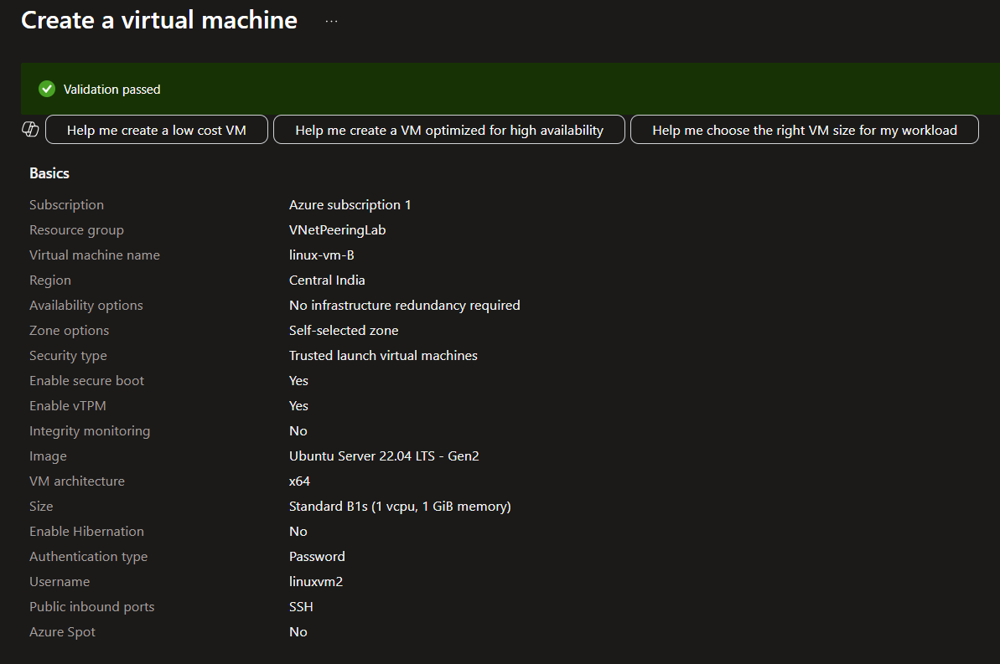 Create a virtual machine ...
Validation passed
Help me create a low cost VM Help me create a VM optimized for high availability Help me choose the right VM size for my workload
Basics
Subscription Azure subscription 1
Resource group VNetPeeringLab
Virtual machine name linux-vm-B
Region Central India
Availability options No infrastructure redundancy required
Zone options Self-selected zone
Security type Trusted launch virtual machines
Enable secure boot Yes
Enable vTPM Yes
Integrity monitoring No
Image Ubuntu Server 22.04 LTS - Gen2
VM architecture x64
Size Standard B1s (1 vcpu, 1 GiB memory)
Enable Hibernation No
Authentication type Password
Username linuxvm2
Public inbound ports SSH
Azure Spot No